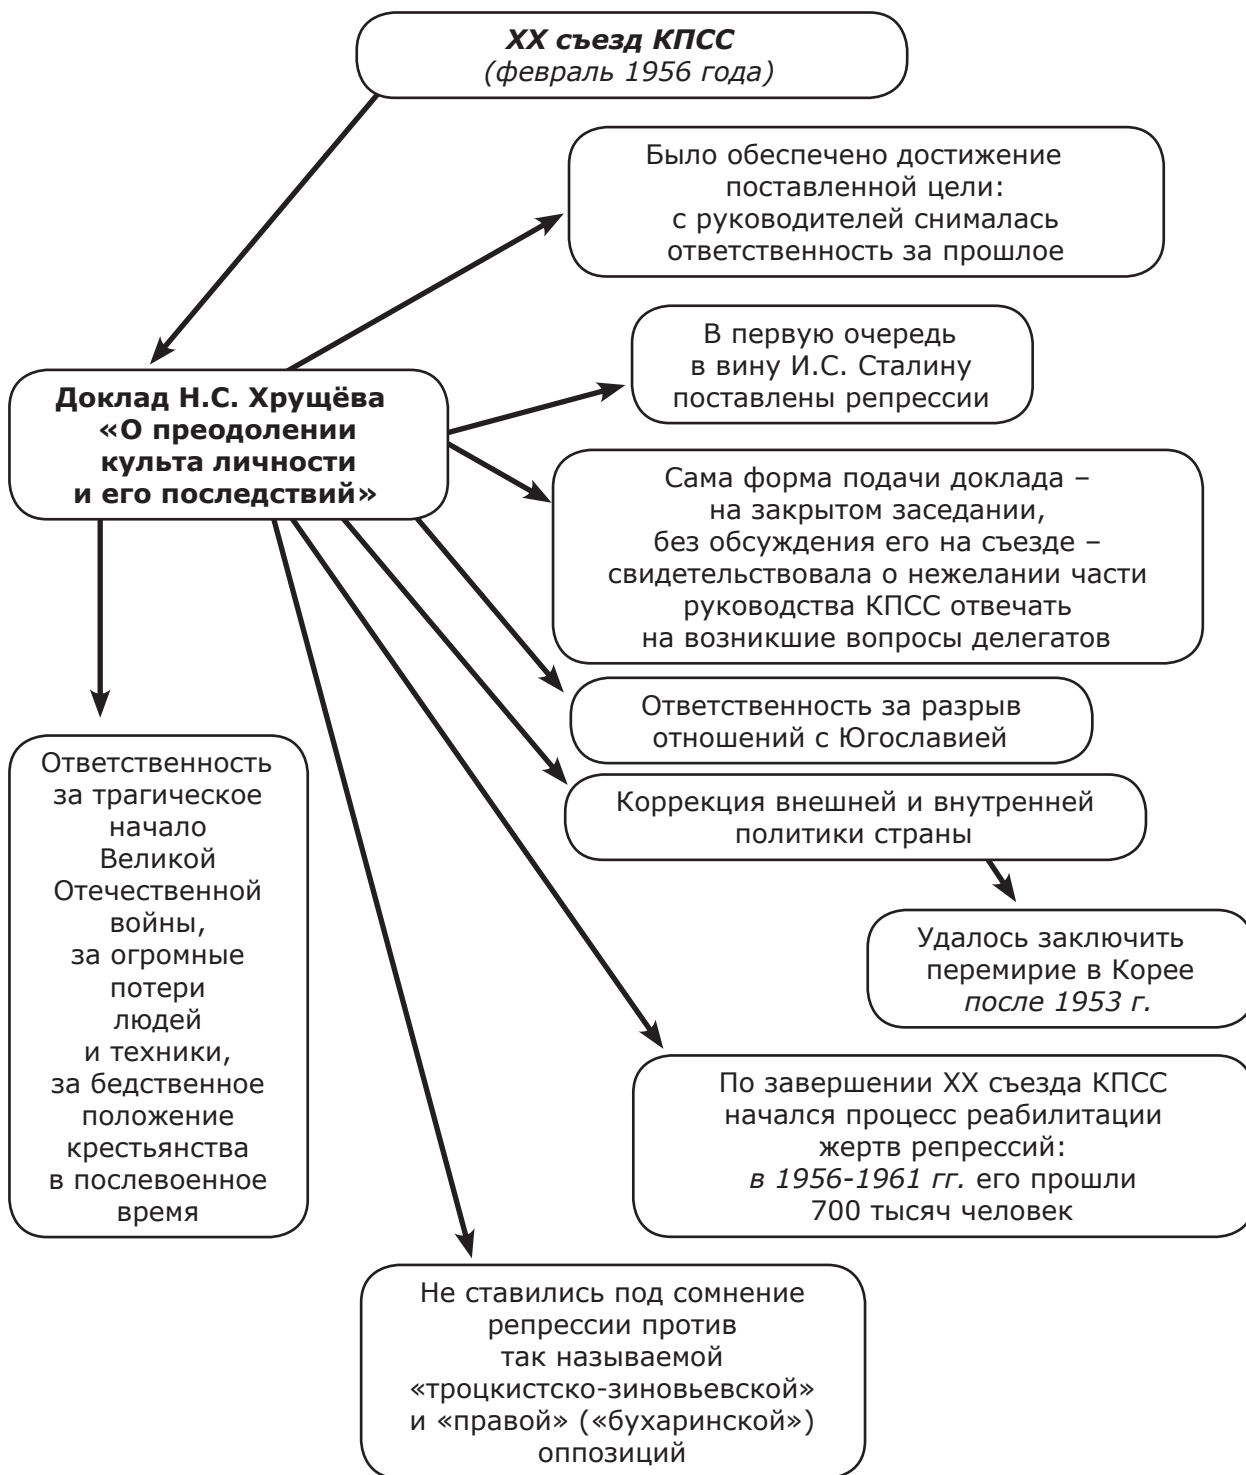 XX съезд КПСС
(февраль 1956 года)
Было обеспечено достижение
поставленной цели:
с руководителей снималась
ответственность за прошлое
В первую очередь
в вину И.С. Сталину
поставлены репрессии
Доклад Н.С. Хрущёва
«О преодолении
культа личности
и его последствий»
Сама форма подачи доклада –
на закрытом заседании,
без обсуждения его на съезде –
свидетельствовала о нежелании части
руководства КПСС отвечать
на возникшие вопросы делегатов
Ответственность за разрыв
отношений с Югославией
Коррекция внешней и внутренней
политики страны
Удалось заключить
перемирие в Корее
после 1953 г.
Ответственность
за трагическое
начало
Великой
Отечественной
войны,
за огромные
потери
людей
и техники,
за бедственное
положение
крестьянства
в послевоенное
время
По завершении XX съезда КПСС
начался процесс реабилитации
жертв репрессий:
в 1956-1961 гг. его прошли
700 тысяч человек
Не ставились под сомнение
репрессии против
так называемой
«троцкистско-зиновьевской»
и «правой» («бухаринской»)
оппозиций